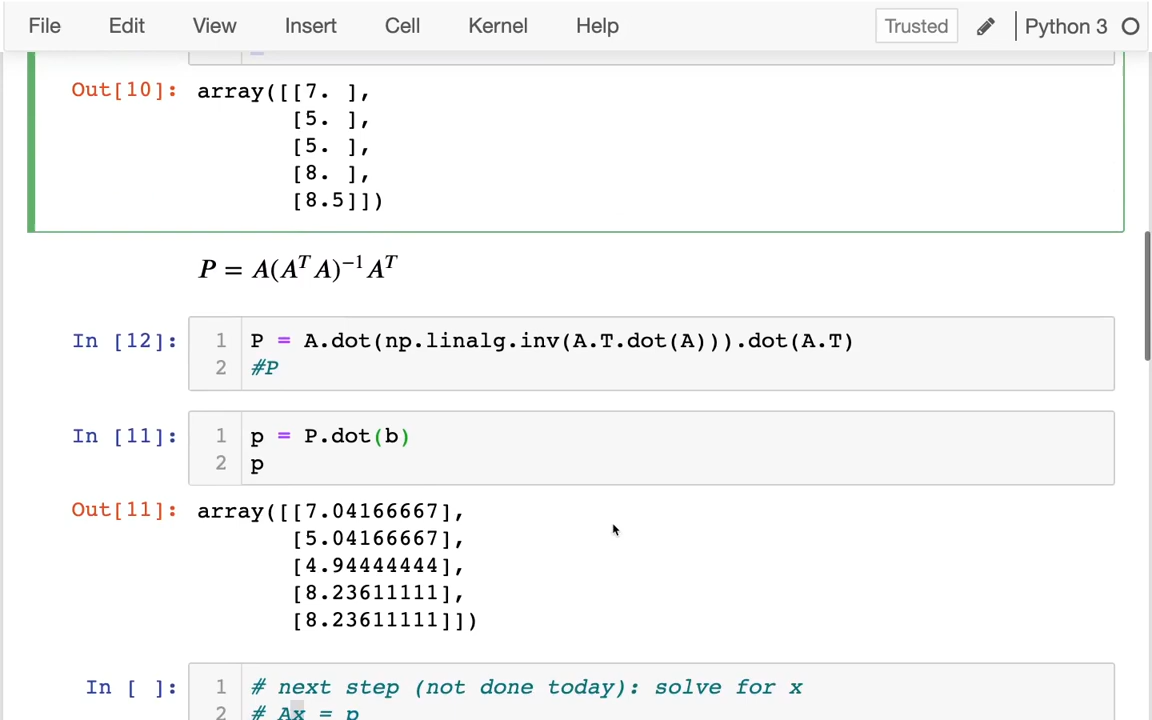 File Edit View Insert Cell Kernel Help Trusted Python 3
Out[10]: array([[7. ],
[5. ],
[5. ],
[8. ],
[8.5]])
P = A(AᵀA)⁻¹Aᵀ
In [12]: 1 P = A.dot(np.linalg.inv(A.T.dot(A))).dot(A.T)
2 #P
In [11]: 1 p = P.dot(b)
2 p
Out[11]: array([[7.04166667],
[5.04166667],
[4.94444444],
[8.23611111],
[8.23611111]])
In [ ]: 1 # next step (not done today): solve for x
2 # Ax = p